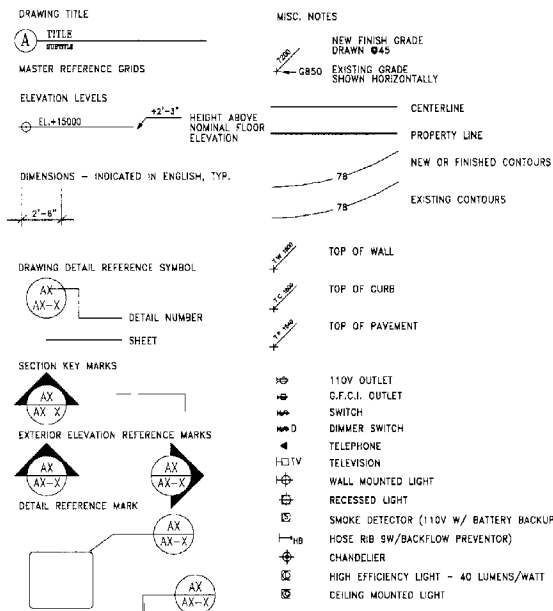 DRAWING TITLE
A
TITLE
SUBTITLE
MASTER REFERENCE GRIDS
ELEVATION LEVELS
EL.+15000
+2'-3"
HEIGHT ABOVE
NOMINAL FLOOR
ELEVATION
DIMENSIONS - INDICATED IN ENGLISH, TYP.
2'-6"
DRAWING DETAIL REFERENCE SYMBOL
AX
AX-X
DETAIL NUMBER
SHEET
SECTION KEY MARKS
AX
AX X
EXTERIOR ELEVATION REFERENCE MARKS
AX
AX-X
AX
AX-X
DETAIL REFERENCE MARK
AX
AX-X
AX
AX-X
MISC. NOTES
7200
NEW FINISH GRADE
DRAWN @45
G850
EXISTING GRADE
SHOWN HORIZONTALLY
CENTERLINE
PROPERTY LINE
78
NEW OR FINISHED CONTOURS
78
EXISTING CONTOURS
TOP OF WALL
TOP OF CURB
TOP OF PAVEMENT
110V OUTLET
G.F.C.I. OUTLET
SWITCH
D DIMMER SWITCH
TELEPHONE
TV TELEVISION
WALL MOUNTED LIGHT
RECESSED LIGHT
S SMOKE DETECTOR (110V W/ BATTERY BACKUP
HB HOSE RIB 9W/BACKFLOW PREVENTOR)
CHANDELIER
HIGH EFFICIENCY LIGHT - 40 LUMENS/WATT
CEILING MOUNTED LIGHT